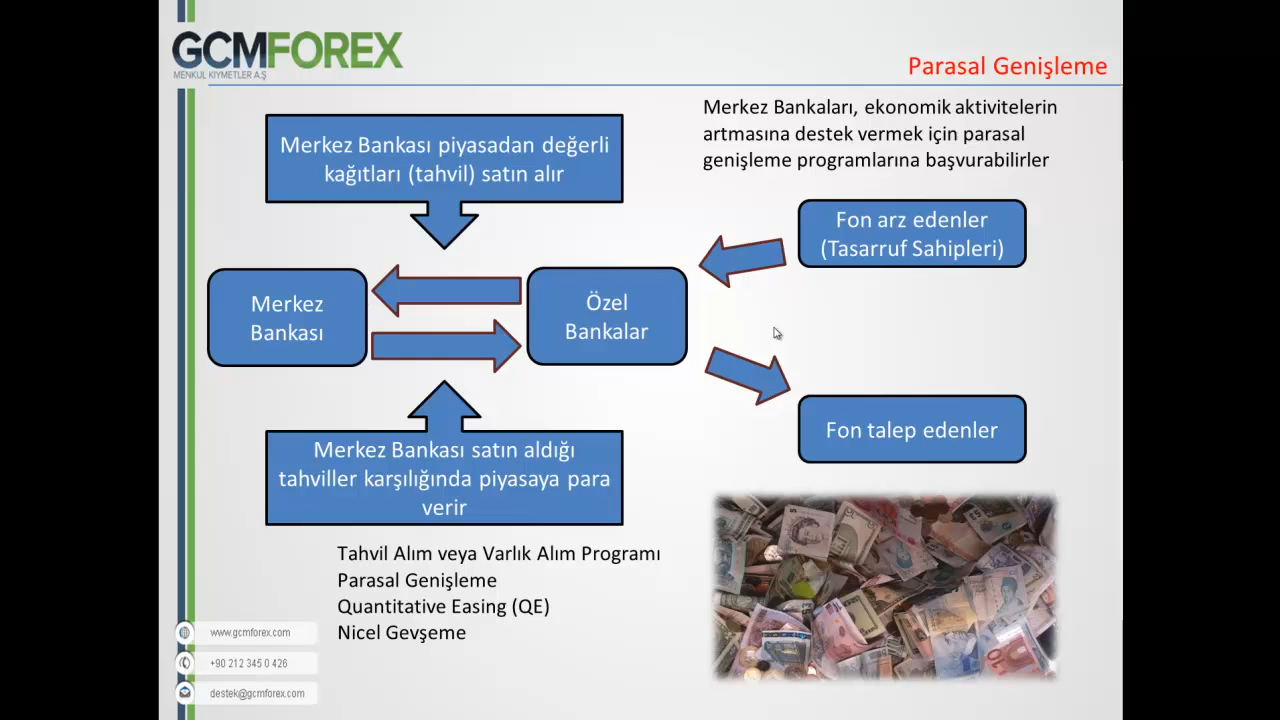 GCMFOREX
MENKUL KIYMETLER A.Ş
Parasal Genişleme
Merkez Bankaları, ekonomik aktivitelerin
artmasına destek vermek için parasal
genişleme programlarına başvurabilirler
Merkez Bankası piyasadan değerli
kağıtları (tahvil) satın alır
Fon arz edenler
(Tasarruf Sahipleri)
Merkez
Bankası
Özel
Bankalar
Fon talep edenler
Merkez Bankası satın aldığı
tahviller karşılığında piyasaya para
verir
Tahvil Alım veya Varlık Alım Programı
Parasal Genişleme
Quantitative Easing (QE)
Nicel Gevşeme
www.gcmforex.com
+90 212 345 0 426
destek@gcmforex.com